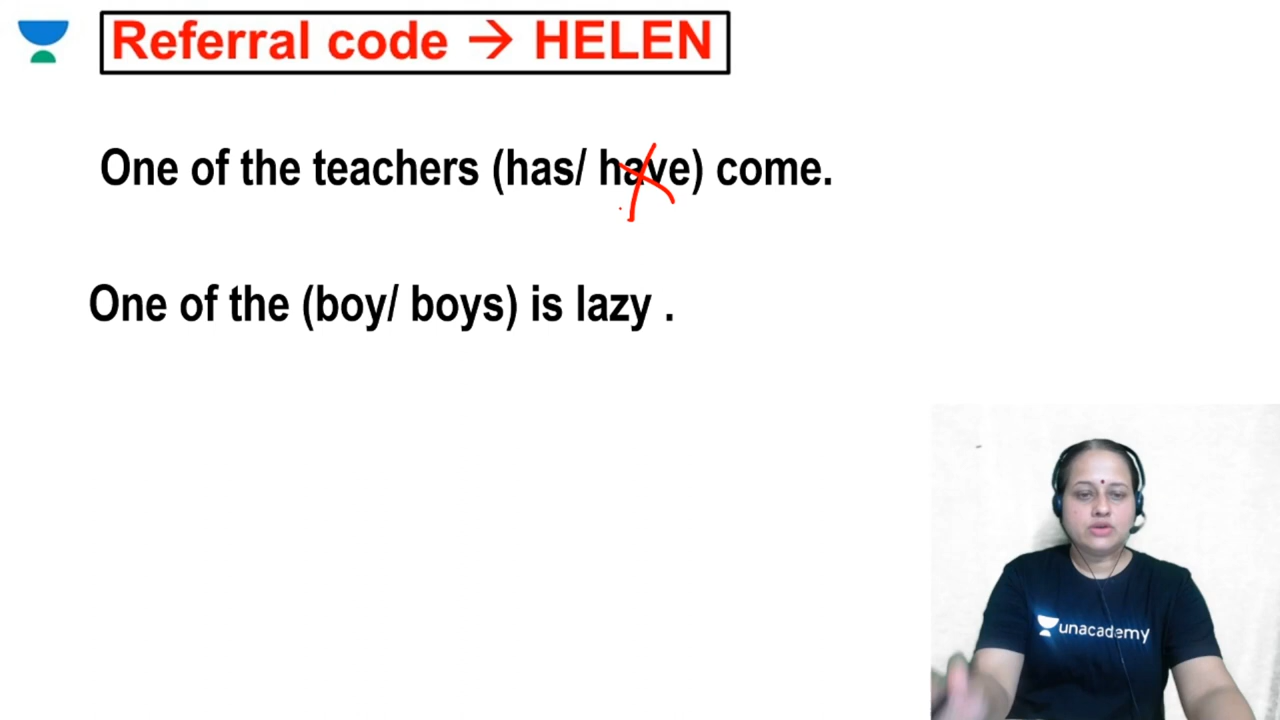 Referral code → HELEN
One of the teachers (has/ have) come.
One of the (boy/ boys) is lazy .
unacademy